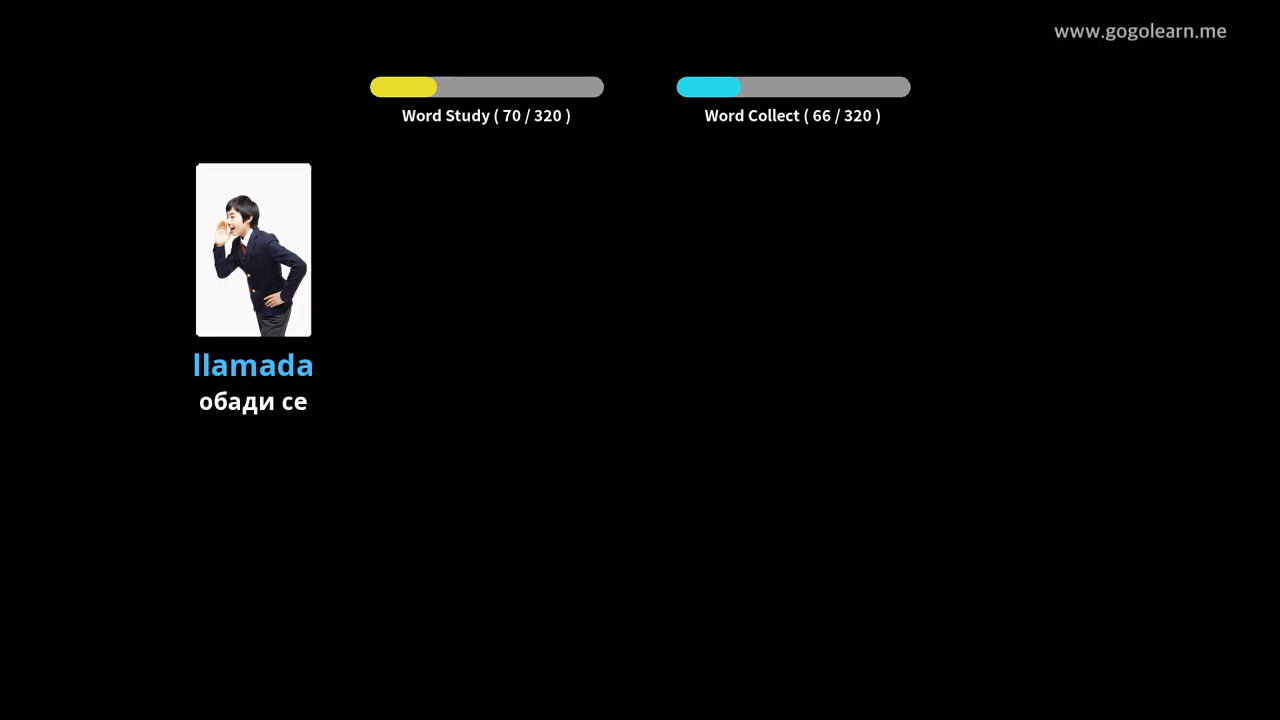 www.gogolearn.me
Word Study ( 70 / 320 )
Word Collect ( 66 / 320 )
llamada
обади се